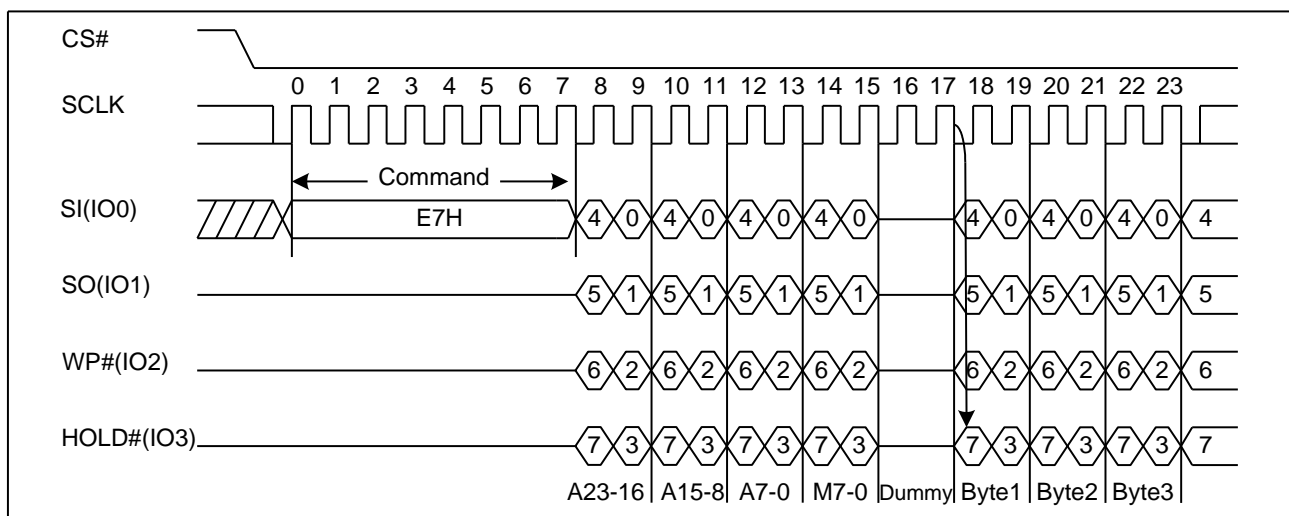 CS#
0 1 2 3 4 5 6 7 8 9 10 11 12 13 14 15 16 17 18 19 20 21 22 23
SCLK
Command
SI(IO0) E7H 4 0 4 0 4 0 4 0 4 0 4 0 4 0 4
SO(IO1) 5 1 5 1 5 1 5 1 5 1 5 1 5 1 5
WP#(IO2) 6 2 6 2 6 2 6 2 6 2 6 2 6 2 6
HOLD#(IO3) 7 3 7 3 7 3 7 3 7 3 7 3 7 3 7
A23-16 A15-8 A7-0 M7-0 Dummy Byte1 Byte2 Byte3